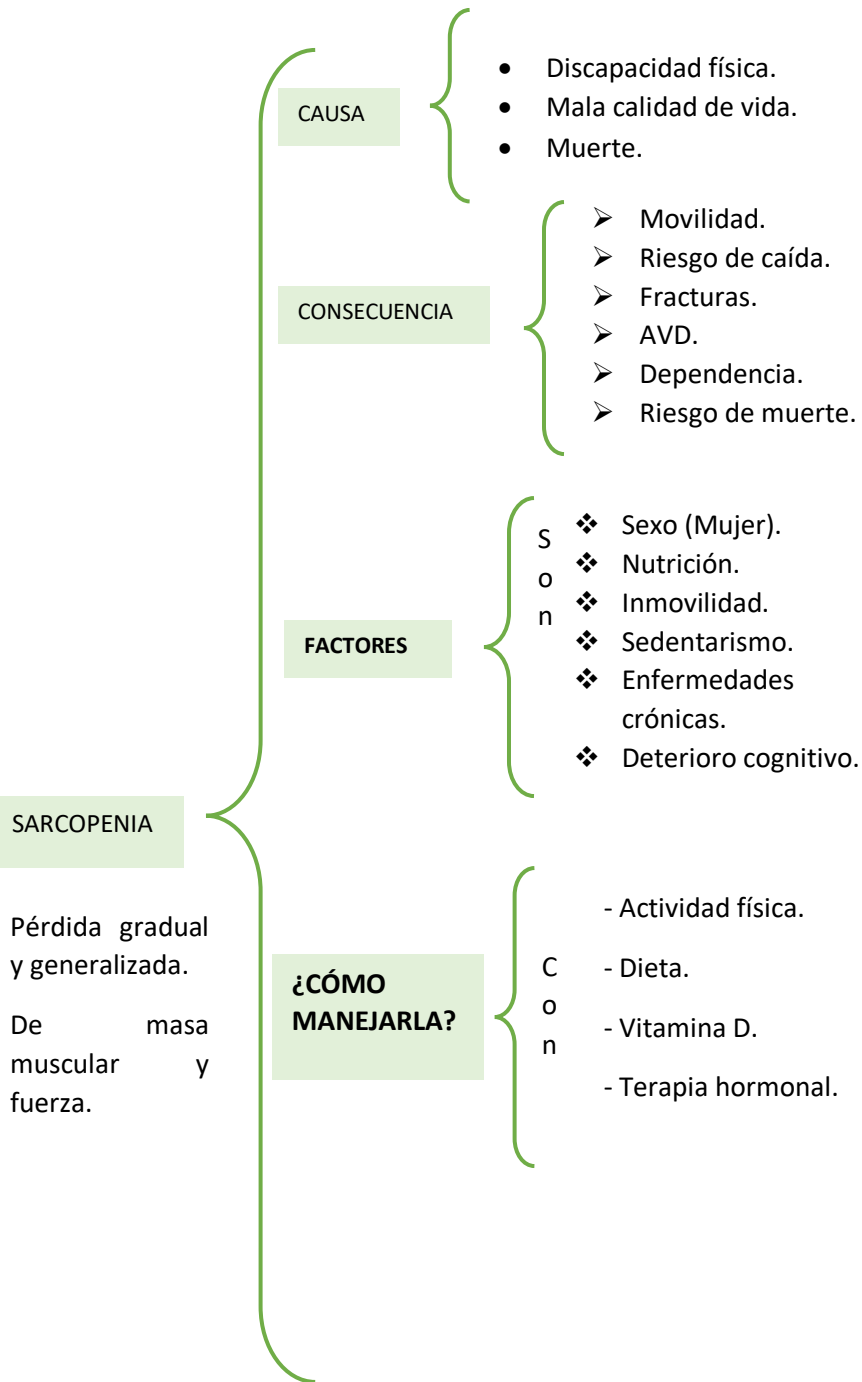 SARCOPENIA
Pérdida gradual
y generalizada.
De masa
muscular y
fuerza.
CAUSA
• Discapacidad física.
• Mala calidad de vida.
• Muerte.
CONSECUENCIA
➢ Movilidad.
➢ Riesgo de caída.
➢ Fracturas.
➢ AVD.
➢ Dependencia.
➢ Riesgo de muerte.
FACTORES
S
o
n
❖ Sexo (Mujer).
❖ Nutrición.
❖ Inmovilidad.
❖ Sedentarismo.
❖ Enfermedades
crónicas.
❖ Deterioro cognitivo.
¿CÓMO
MANEJARLA?
C
o
n
- Actividad física.
- Dieta.
- Vitamina D.
- Terapia hormonal.